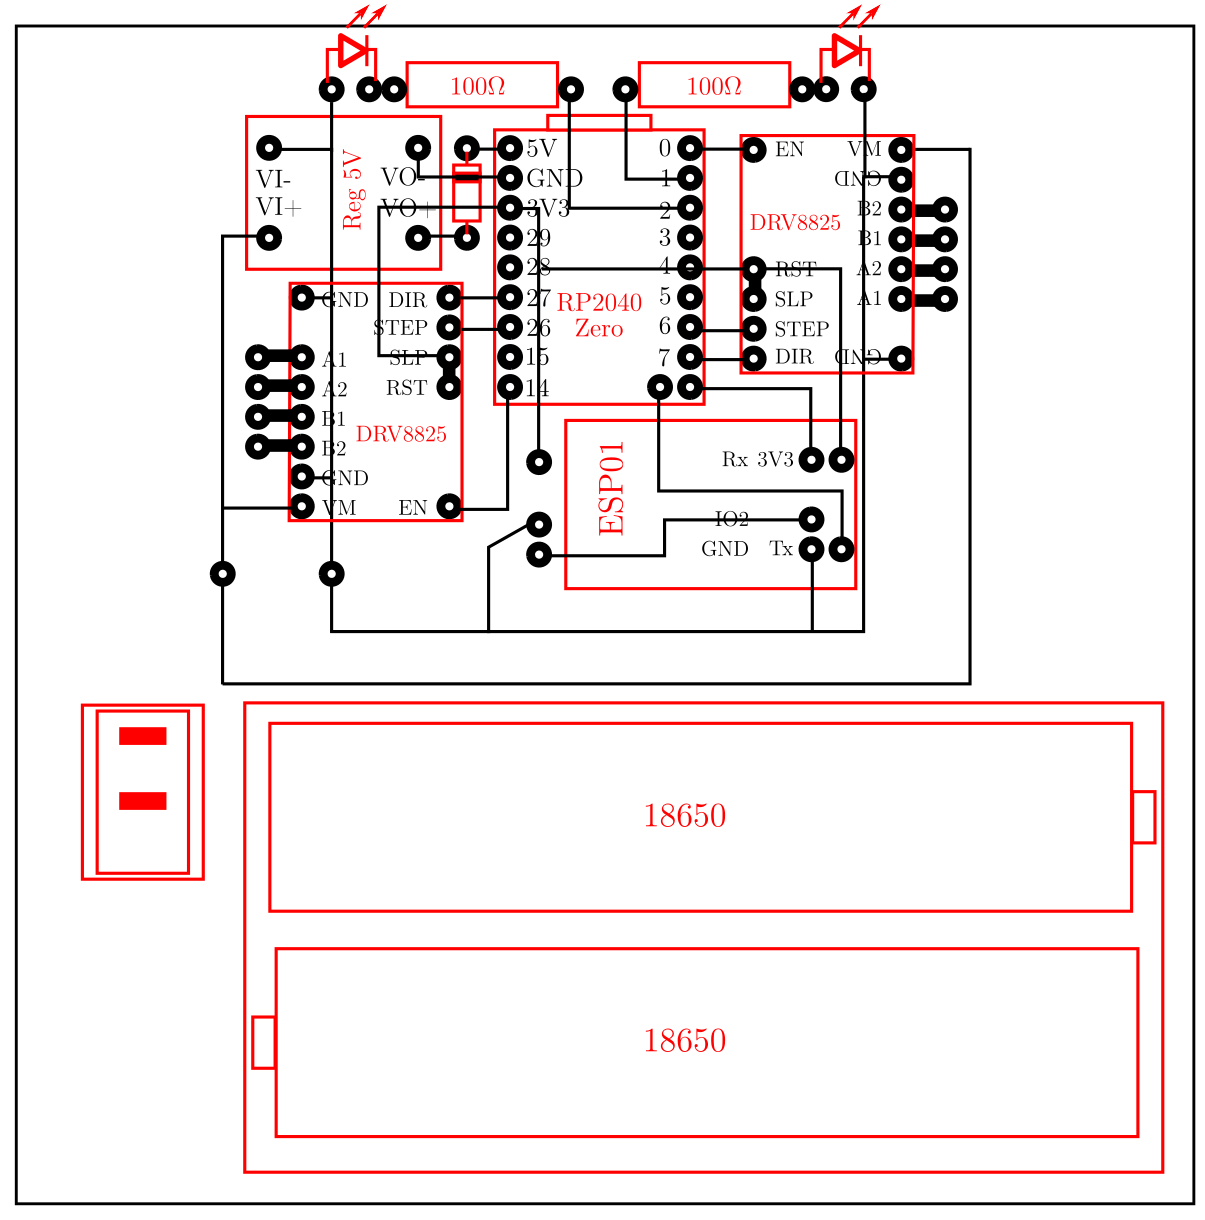 100Ω
100Ω
VI-
VI+
Reg 5V
VO-
VO+
5V
GND
3V3
29
28
27
26
15
14
0
1
2
3
4
5
6
7
RP2040
Zero
EN
RST
SLP
STEP
DIR
DRV8825
VM
GND
B2
B1
A2
A1
GND
GND
A1
A2
B1
B2
GND
VM
DIR
STEP
SLP
RST
DRV8825
EN
ESP01
Rx 3V3
IO2
GND Tx
18650
18650